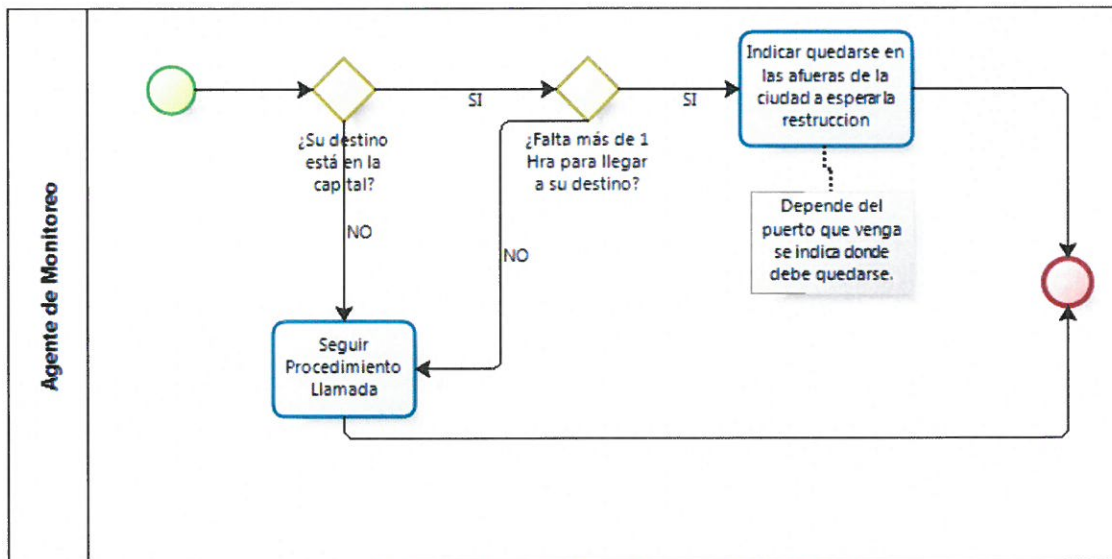 Agente de Monitoreo
SI
¿Su destino
está en la
capital?
NO
SI
¿Falta más de 1
Hra para llegar
a su destino?
NO
Indicar quedarse en
las afueras de la
ciudad a esperar la
restruccion
Depende del
puerto que venga
se indica donde
debe quedarse.
Seguir
Procedimiento
Llamada